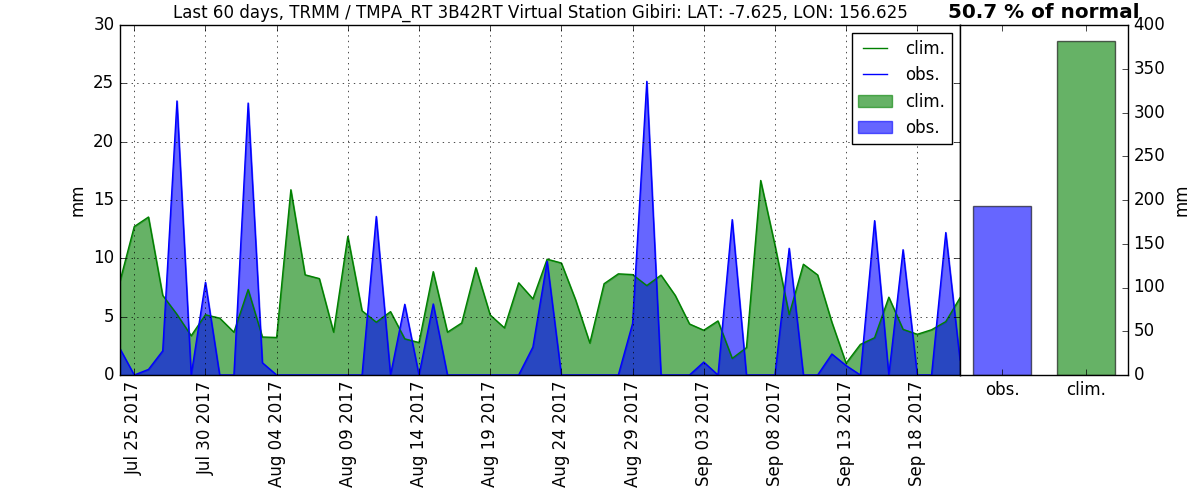 Last 60 days, TRMM / TMPA_RT 3B42RT Virtual Station Gibiri: LAT: -7.625, LON: 156.625
50.7 % of normal
30
25
20
15
10
5
0
mm
clim.
obs.
clim.
obs.
400
350
300
250
200
150
100
50
0
mm
Jul 25 2017
Jul 30 2017
Aug 04 2017
Aug 09 2017
Aug 14 2017
Aug 19 2017
Aug 24 2017
Aug 29 2017
Sep 03 2017
Sep 08 2017
Sep 13 2017
Sep 18 2017
obs.
clim.